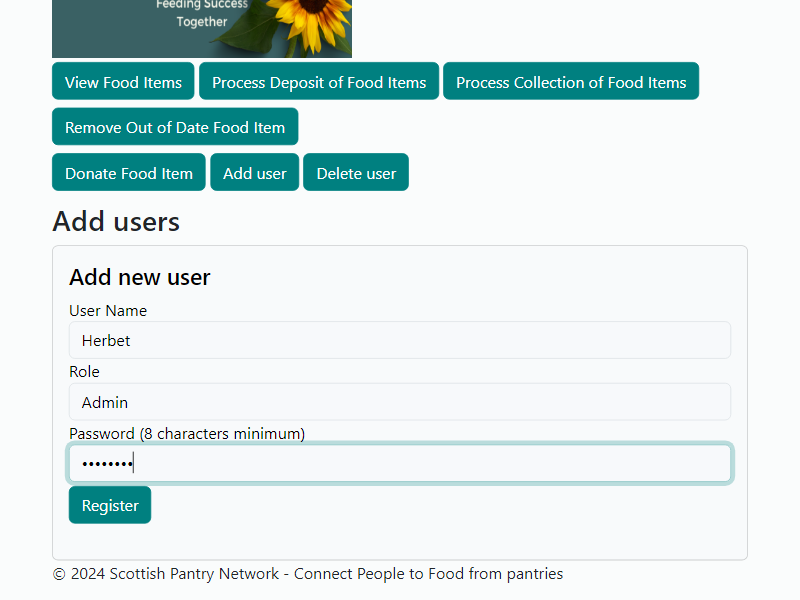 Feeding Success
Together
View Food Items Process Deposit of Food Items Process Collection of Food Items
Remove Out of Date Food Item
Donate Food Item Add user Delete user
Add users
Add new user
User Name
Herbet
Role
Admin
Password (8 characters minimum)
••••••••
Register
© 2024 Scottish Pantry Network - Connect People to Food from pantries